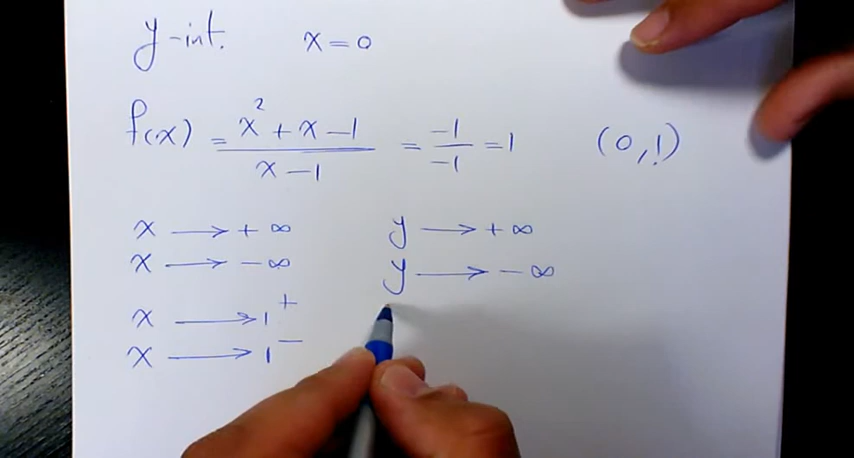 y-int. x = 0
f(x) = x² + x - 1 / x - 1 = -1 / -1 = 1 (0,1)
x → + ∞ y → + ∞
x → - ∞ y → - ∞
x → 1⁺
x → 1⁻